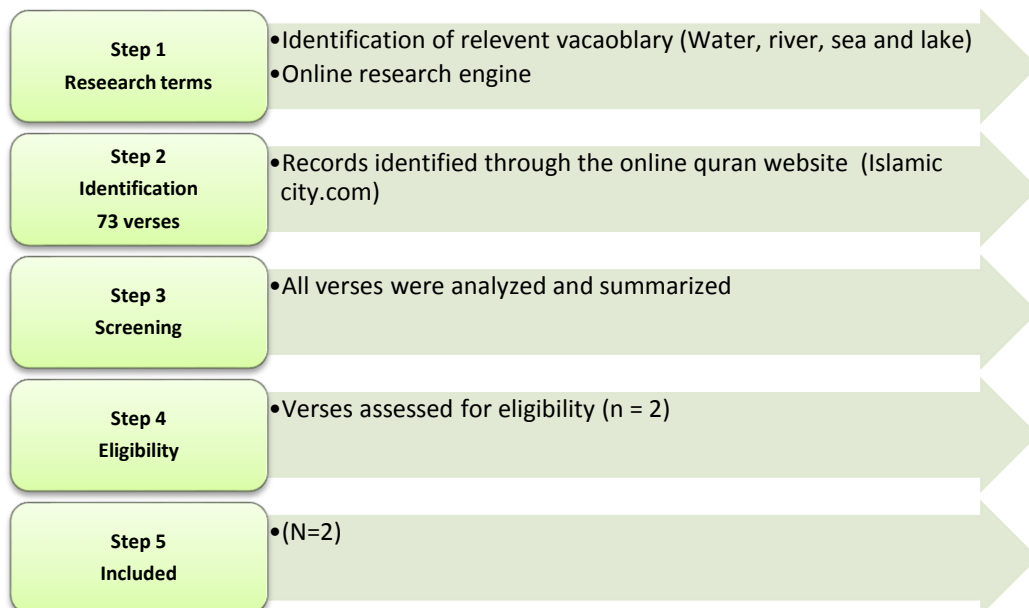 Step 1
Reseearch terms
•Identification of relevent vacaoblary (Water, river, sea and lake)
•Online research engine
Step 2
Identification
73 verses
•Records identified through the online quran website (Islamic
city.com)
Step 3
Screening
•All verses were analyzed and summarized
Step 4
Eligibility
•Verses assessed for eligibility (n = 2)
Step 5
Included
•(N=2)